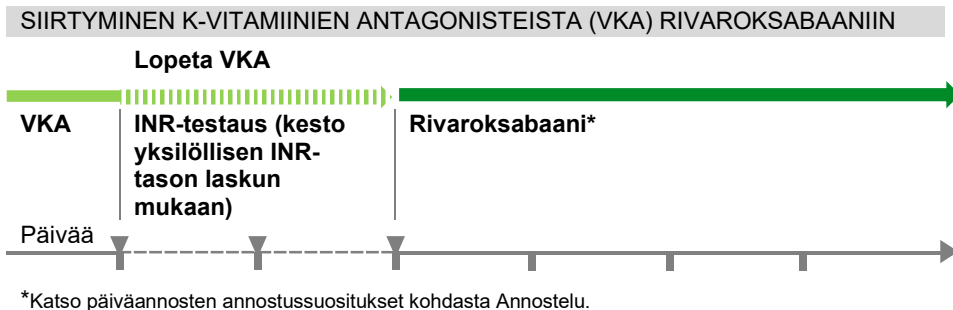 SIIRTYMINEN K-VITAMIINIEN ANTAGONISTEISTA (VKA) RIVAROKSABAANIIN
Lopeta VKA
VKA
INR-testaus (kesto
yksilöllisen INR-
tason laskun
mukaan)
Rivaroksabaani*
Päivää
*Katso päiväannosten annostussuositukset kohdasta Annostelu.